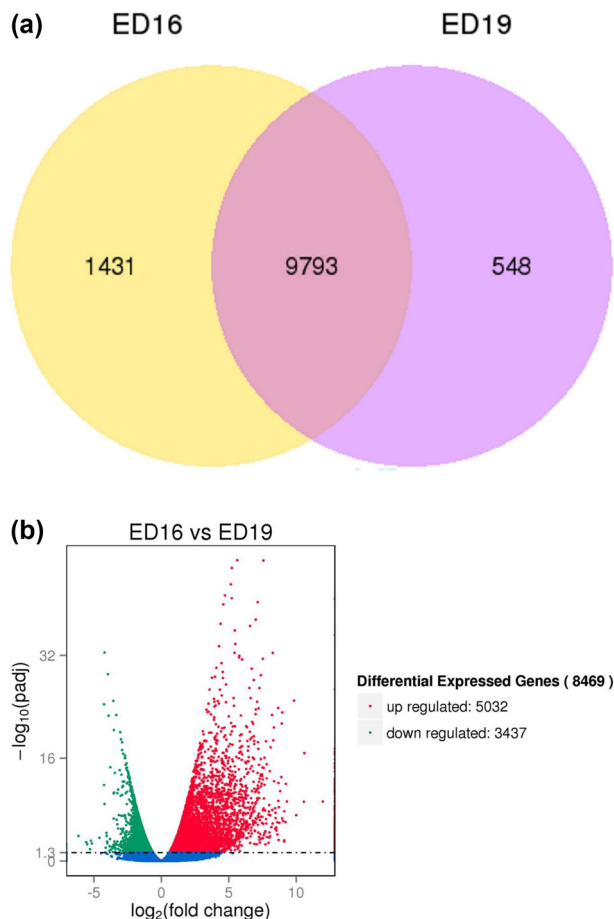 (a)
ED16 ED19
1431 9793 548
(b)
ED16 vs ED19
−log10(padj)
32
16
1.3
0
-5 0 5 10
log2(fold change)
Differential Expressed Genes ( 8469 )
up regulated: 5032
down regulated: 3437